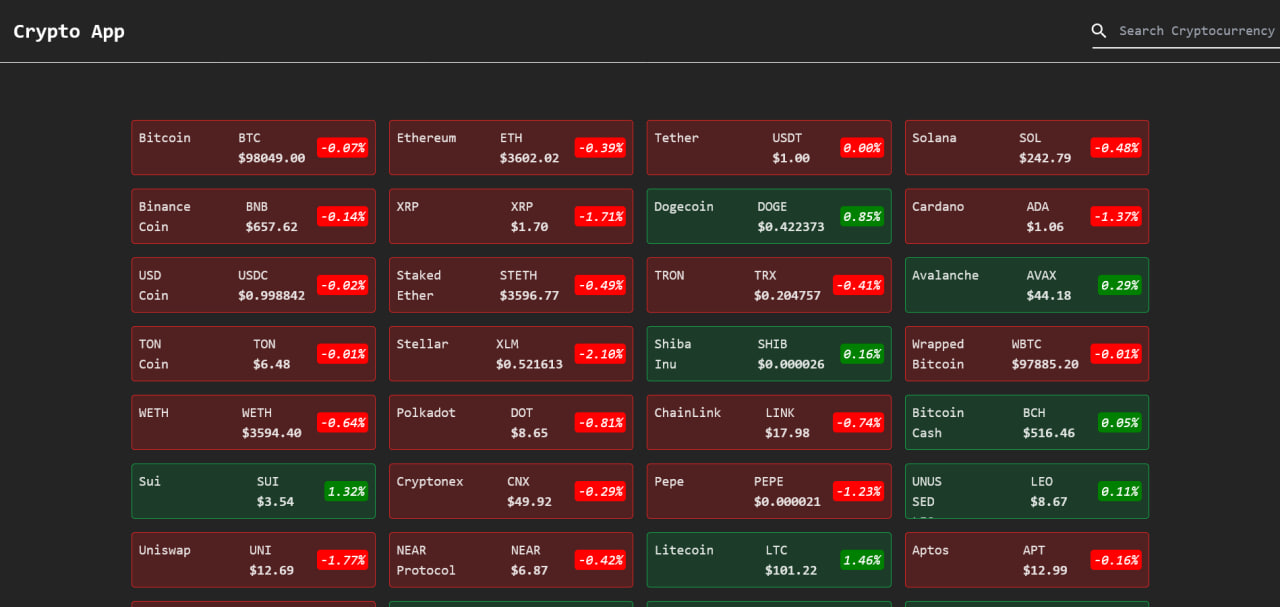 Crypto App
Search Cryptocurrency
Bitcoin BTC
$98049.00 -0.07%
Ethereum ETH
$3602.02 -0.39%
Tether USDT
$1.00 0.00%
Solana SOL
$242.79 -0.48%
Binance BNB
Coin $657.62 -0.14%
XRP XRP
$1.70 -1.71%
Dogecoin DOGE
$0.422373 0.85%
Cardano ADA
$1.06 -1.37%
USD USDC
Coin $0.998842 -0.02%
Staked STETH
Ether $3596.77 -0.49%
TRON TRX
$0.204757 -0.41%
Avalanche AVAX
$44.18 0.29%
TON TON
Coin $6.48 -0.01%
Stellar XLM
$0.521613 -2.10%
Shiba SHIB
Inu $0.000026 0.16%
Wrapped WBTC
Bitcoin $97885.20 -0.01%
WETH WETH
$3594.40 -0.64%
Polkadot DOT
$8.65 -0.81%
ChainLink LINK
$17.98 -0.74%
Bitcoin BCH
Cash $516.46 0.05%
Sui SUI
$3.54 1.32%
Cryptonex CNX
$49.92 -0.29%
Pepe PEPE
$0.000021 -1.23%
UNUS LEO
SED $8.67 0.11%
Uniswap UNI
$12.69 -1.77%
NEAR NEAR
Protocol $6.87 -0.42%
Litecoin LTC
$101.22 1.46%
Aptos APT
$12.99 -0.16%